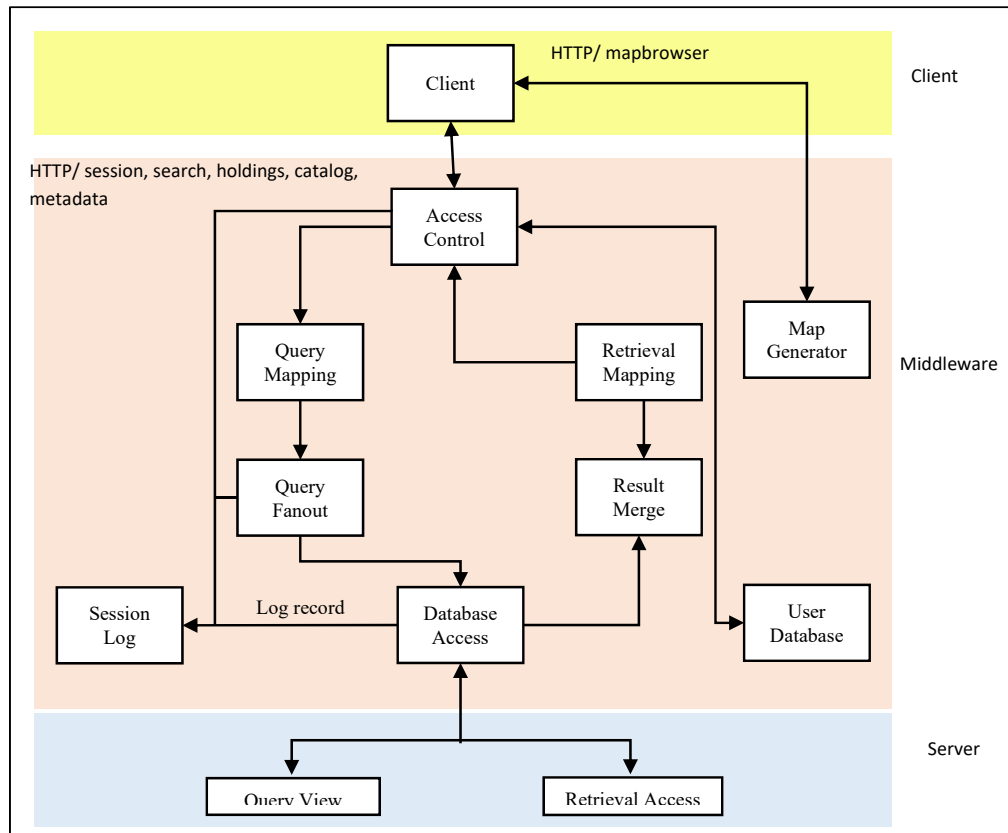 HTTP/ mapbrowser
Client
Client
HTTP/ session, search, holdings, catalog,
metadata
Access
Control
Query
Mapping
Retrieval
Mapping
Map
Generator
Middleware
Query
Fanout
Result
Merge
Session
Log
Log record
Database
Access
User
Database
Server
Query View
Retrieval Access